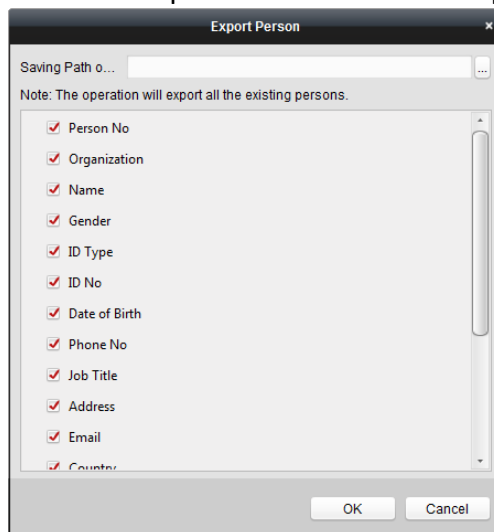 Export Person ×
Saving Path o... ...
Note: The operation will export all the existing persons.
Person No
Organization
Name
Gender
ID Type
ID No
Date of Birth
Phone No
Job Title
Address
Email
Country
OK Cancel